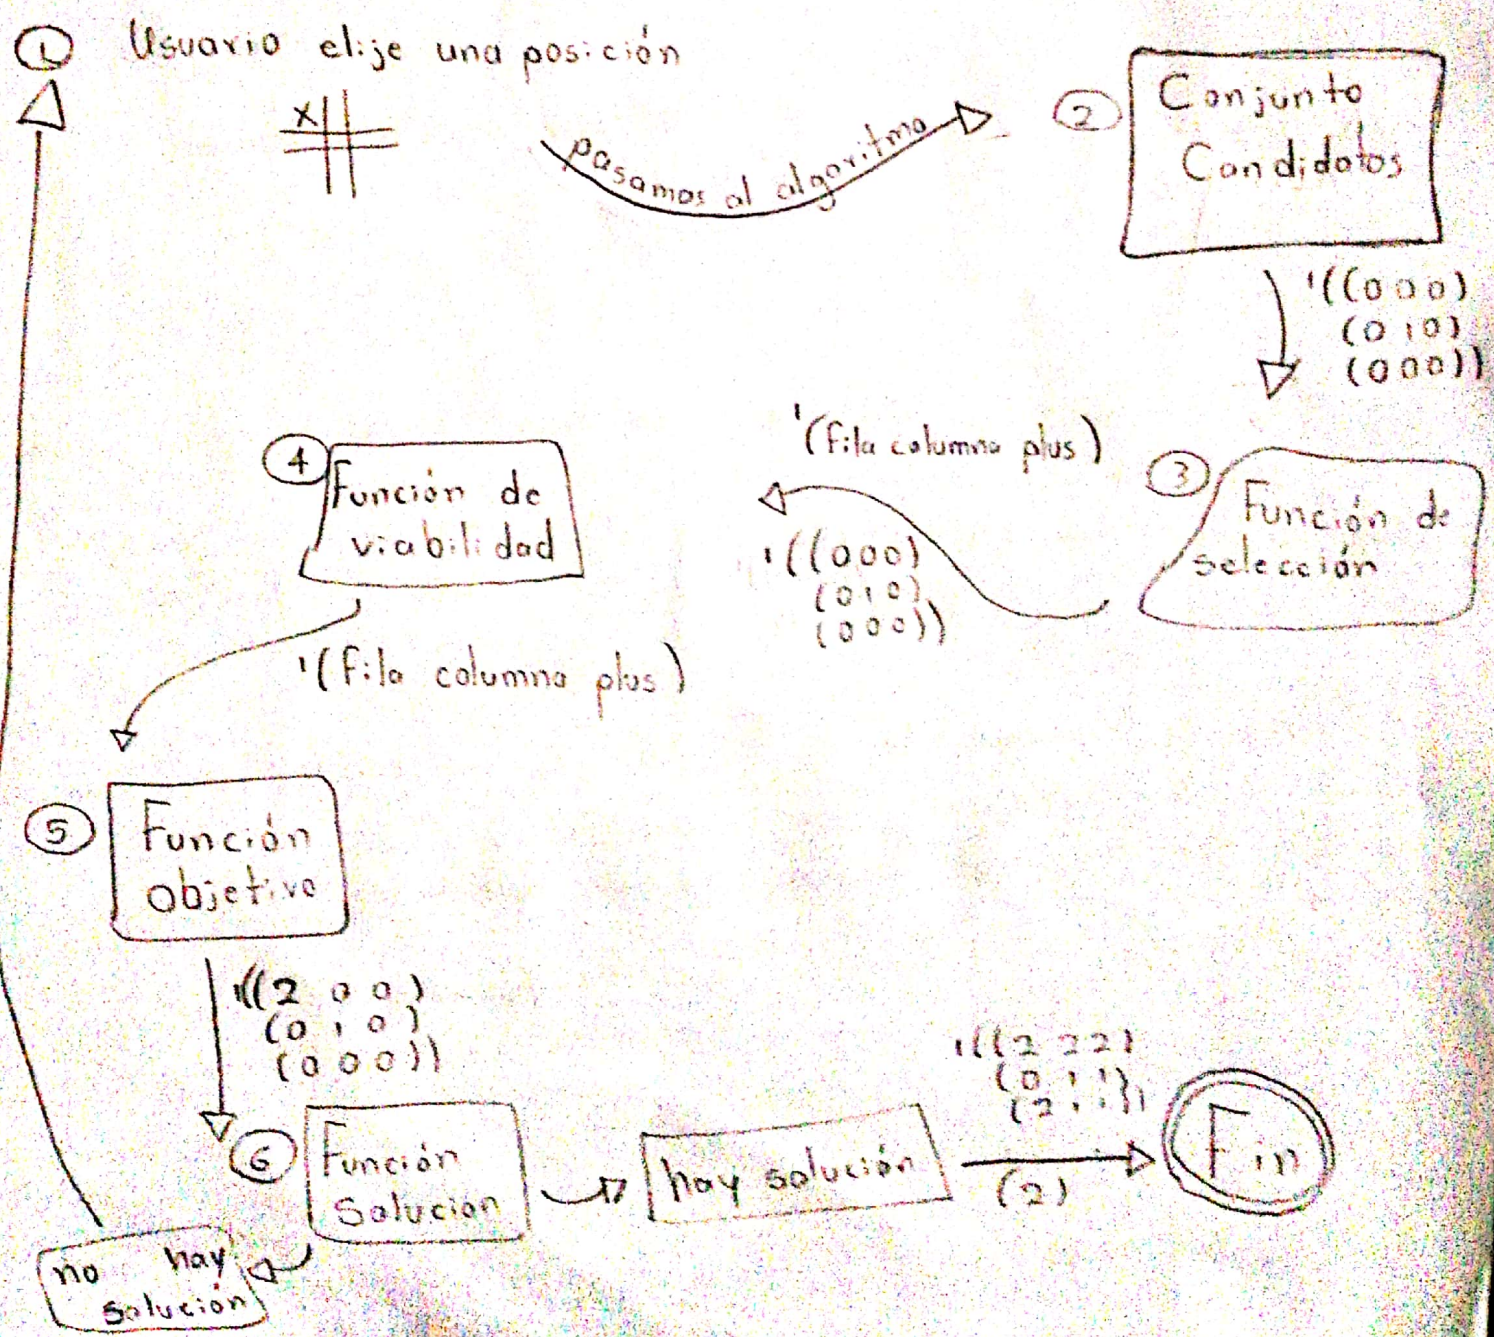 1 Usuario elije una posición
X
pasamos al algoritmo
2 Conjunto
Candidatos
'((0 0 0)
(0 1 0)
(0 0 0))
3 Función de
selección
'(fila columna plus)
'((0 0 0)
(0 1 0)
(0 0 0))
4 Función de
viabilidad
'(fila columna plus)
5 Función
objetivo
'((2 0 0)
(0 1 0)
(0 0 0))
6 Función
Solucion
hay solución
'((2 2 2)
(0 1 1)
(2 1
(2)
Fin
no hay
solución